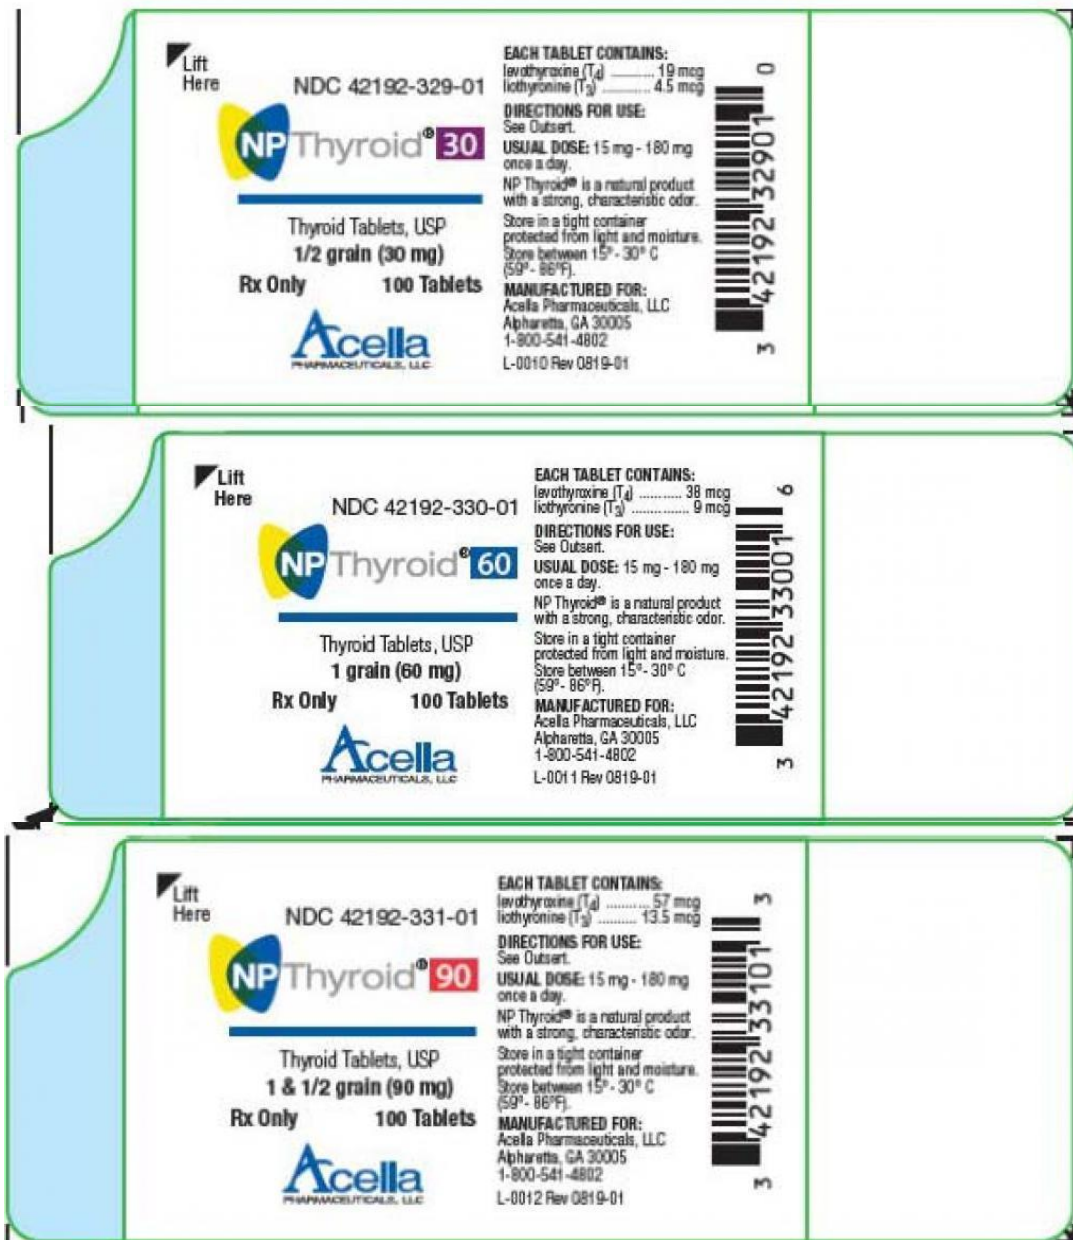 Lift
Here
NDC 42192-329-01
NP Thyroid® 30
Thyroid Tablets, USP
1/2 grain (30 mg)
Rx Only 100 Tablets
Acella
PHARMACEUTICALS, LLC
EACH TABLET CONTAINS:
levothyroxine (T4) .......... 19 mcg
liothyronine (T3) ............ 4.5 mcg
DIRECTIONS FOR USE:
See Outsert.
USUAL DOSE: 15 mg - 180 mg
once a day.
NP Thyroid® is a natural product
with a strong, characteristic odor.
Store in a tight container
protected from light and moisture.
Store between 15° - 30° C
(59° - 86°F).
MANUFACTURED FOR:
Acella Pharmaceuticals, LLC
Alpharetta, GA 30005
1-800-541-4802
L-0010 Rev 0819-01
3 42192 32901 0
Lift
Here
NDC 42192-330-01
NP Thyroid® 60
Thyroid Tablets, USP
1 grain (60 mg)
Rx Only 100 Tablets
Acella
PHARMACEUTICALS, LLC
EACH TABLET CONTAINS:
levothyroxine (T4) ........... 38 mcg
liothyronine (T3) ............... 9 mcg
DIRECTIONS FOR USE:
See Outsert.
USUAL DOSE: 15 mg - 180 mg
once a day.
NP Thyroid® is a natural product
with a strong, characteristic odor.
Store in a tight container
protected from light and moisture.
Store between 15° - 30° C
(59° - 86°F).
MANUFACTURED FOR:
Acella Pharmaceuticals, LLC
Alpharetta, GA 30005
1-800-541-4802
L-0011 Rev 0819-01
3 42192 33001 6
Lift
Here
NDC 42192-331-01
NP Thyroid® 90
Thyroid Tablets, USP
1 & 1/2 grain (90 mg)
Rx Only 100 Tablets
Acella
PHARMACEUTICALS, LLC
EACH TABLET CONTAINS:
levothyroxine (T4) .......... 57 mcg
liothyronine (T3) .......... 13.5 mcg
DIRECTIONS FOR USE:
See Outsert.
USUAL DOSE: 15 mg - 180 mg
once a day.
NP Thyroid® is a natural product
with a strong, characteristic odor.
Store in a tight container
protected from light and moisture.
Store between 15° - 30° C
(59° - 86°F).
MANUFACTURED FOR:
Acella Pharmaceuticals, LLC
Alpharetta, GA 30005
1-800-541-4802
L-0012 Rev 0819-01
3 42192 33101 3